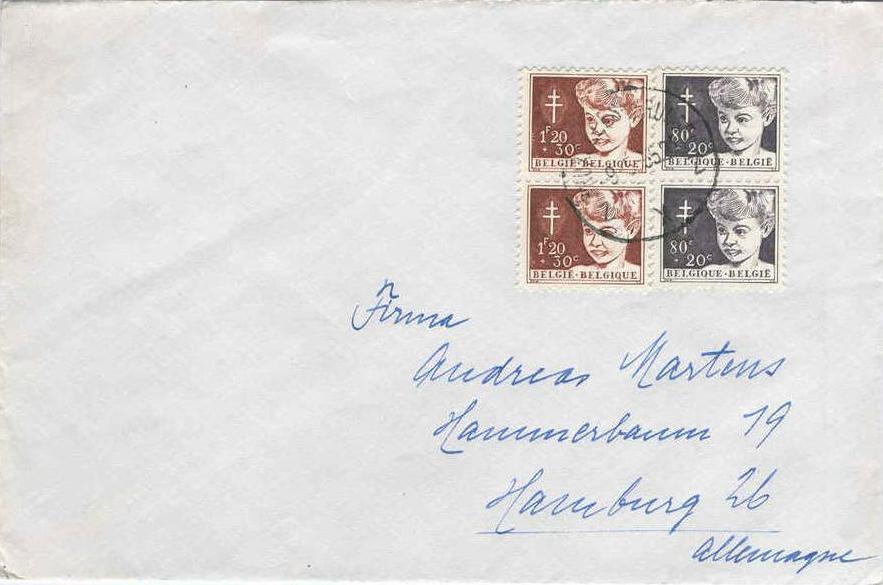 1F20
+ 30c
BELGIË-BELGIQUE
80c
+ 20c
BELGIQUE-BELGIË
1F20
+ 30c
BELGIË-BELGIQUE
80c
+ 20c
BELGIQUE-BELGIË
Firma
Andreas Martens
Hammerbaum 19
Hamburg 26
Allemagne